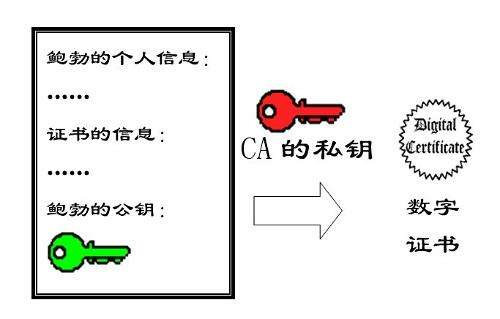 鲍勃的个人信息：
······
证书的信息：
······
鲍勃的公钥：
CA 的私钥
Digital
Certificate
数字
证书